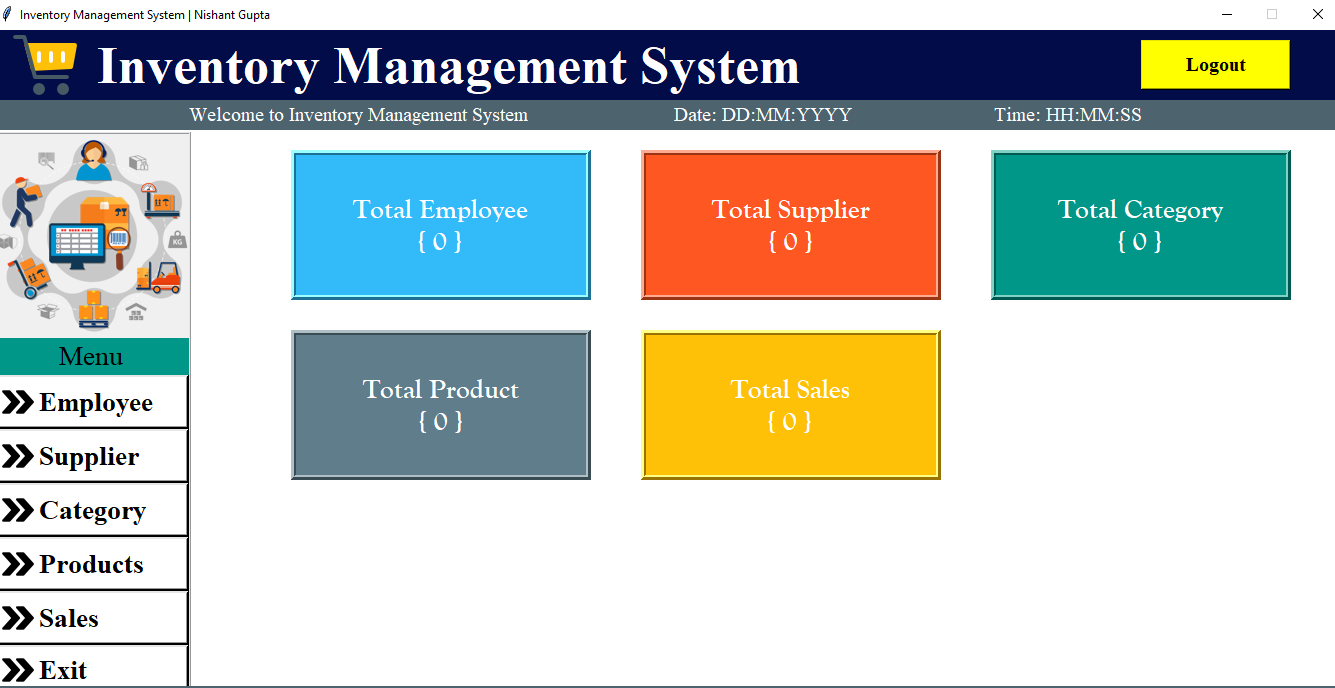 Inventory Management System | Nishant Gupta
Inventory Management System
Logout
Welcome to Inventory Management System Date: DD:MM:YYYY Time: HH:MM:SS
KG
Menu
Employee
Supplier
Category
Products
Sales
Exit
Total Employee
{ 0 }
Total Supplier
{ 0 }
Total Category
{ 0 }
Total Product
{ 0 }
Total Sales
{ 0 }